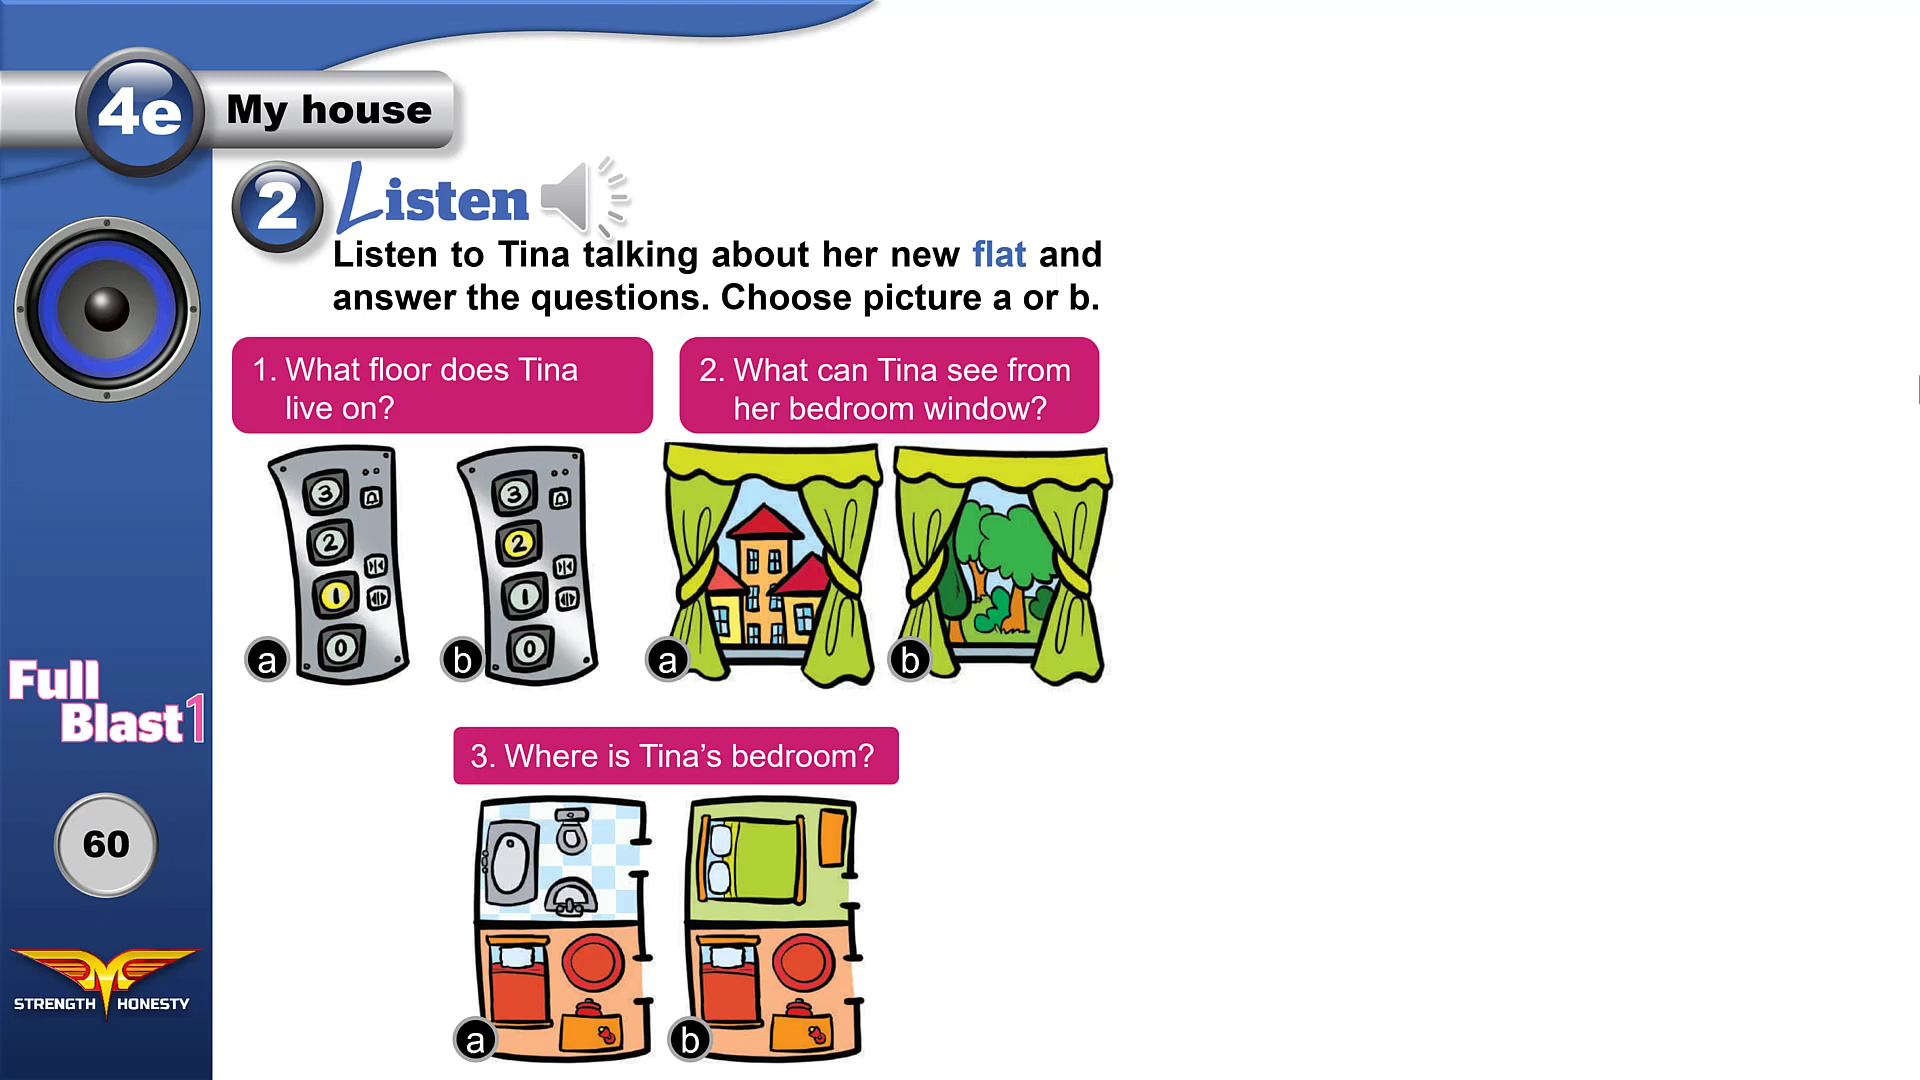 4e
My house
2
Listen
Listen to Tina talking about her new flat and
answer the questions. Choose picture a or b.
1. What floor does Tina
live on?
2. What can Tina see from
her bedroom window?
3
2
1
0
a
3
2
1
0
b
a
b
3. Where is Tina’s bedroom?
a
b
Full
Blast 1
60
STRENGTH HONESTY